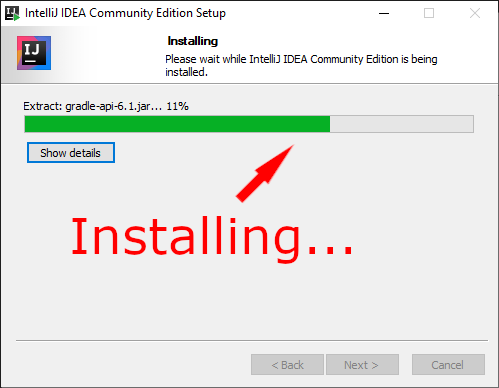 IntelliJ IDEA Community Edition Setup
IJ
Installing
Please wait while IntelliJ IDEA Community Edition is being
installed.
Extract: gradle-api-6.1.jar... 11%
Show details
Installing...
< Back
Next >
Cancel